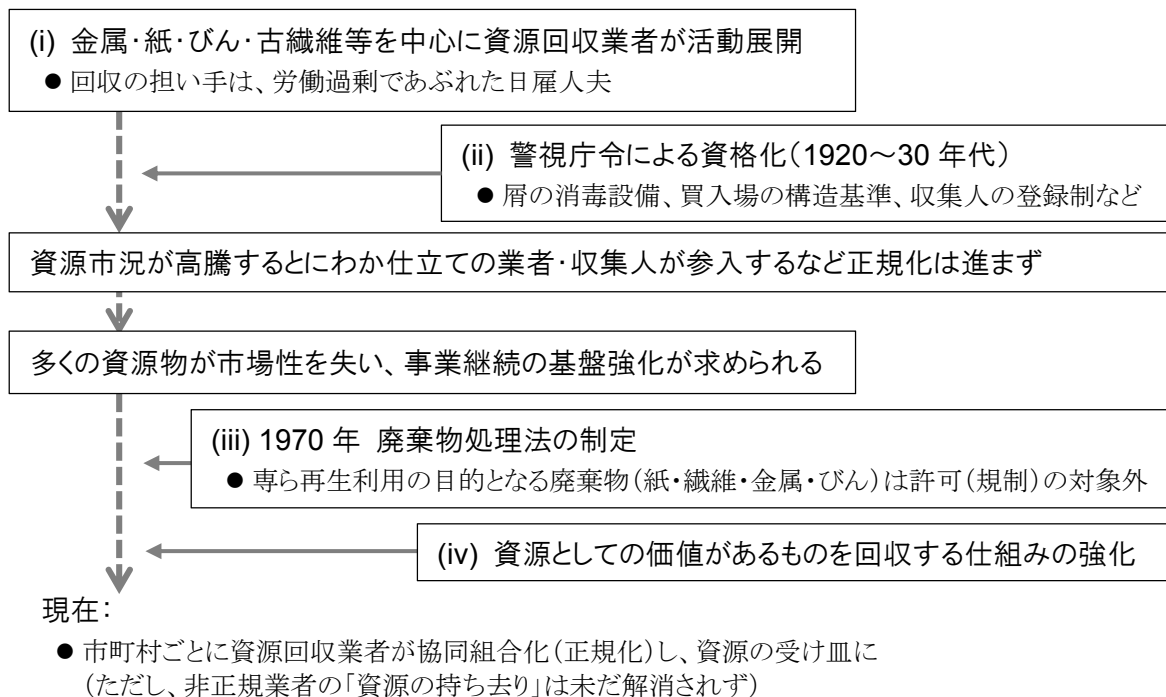 (i) 金属・紙・びん・古繊維等を中心に資源回収業者が活動展開
● 回収の担い手は、労働過剰であぶれた日雇人夫
(ii) 警視庁令による資格化（1920～30 年代）
● 屑の消毒設備、買入場の構造基準、収集人の登録制など
資源市況が高騰するとにわか仕立ての業者・収集人が参入するなど正規化は進まず
多くの資源物が市場性を失い、事業継続の基盤強化が求められる
(iii) 1970 年 廃棄物処理法の制定
● 専ら再生利用の目的となる廃棄物（紙・繊維・金属・びん）は許可（規制）の対象外
(iv) 資源としての価値があるものを回収する仕組みの強化
現在：
● 市町村ごとに資源回収業者が協同組合化（正規化）し、資源の受け皿に
（ただし、非正規業者の「資源の持ち去り」は未だ解消されず）